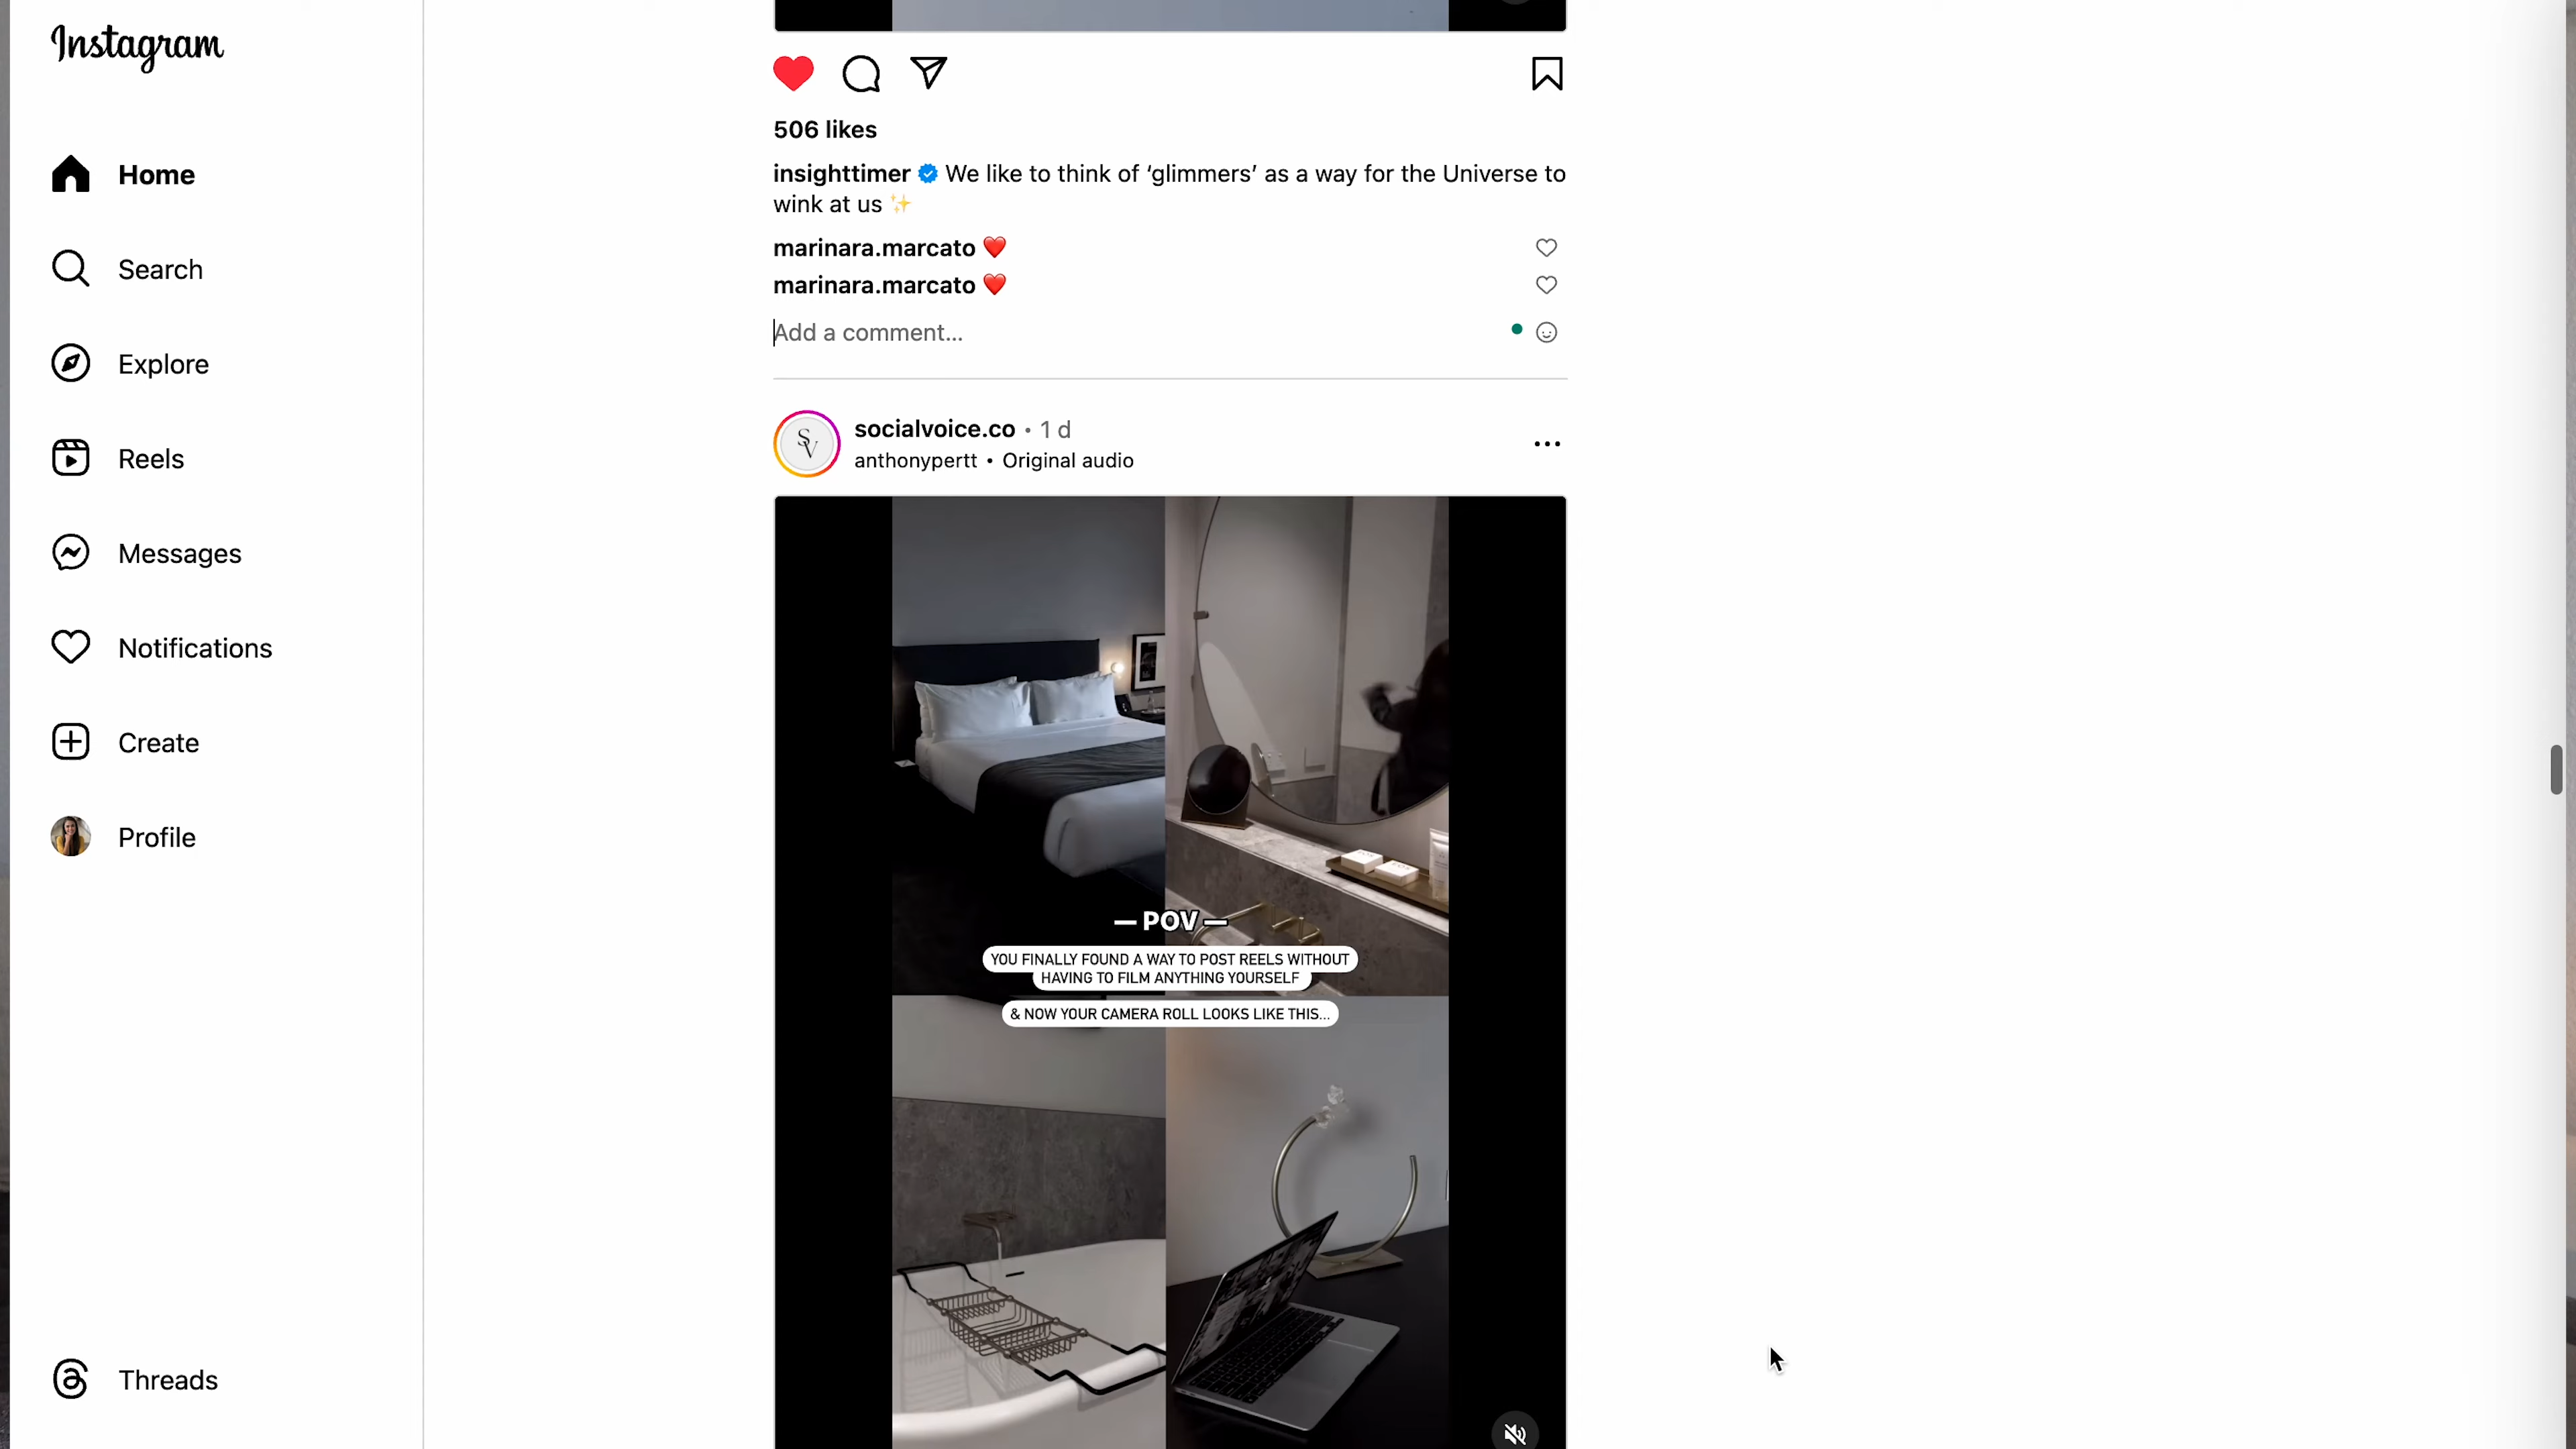 Instagram
Home
Search
Explore
Reels
Messages
Notifications
Create
Profile
Threads
506 likes
insighttimer We like to think of ‘glimmers’ as a way for the Universe to
wink at us ✨
marinara.marcato ❤️
marinara.marcato ❤️
Add a comment...
SV
socialvoice.co • 1 d
anthonypertt • Original audio
— POV —
YOU FINALLY FOUND A WAY TO POST REELS WITHOUT
HAVING TO FILM ANYTHING YOURSELF
& NOW YOUR CAMERA ROLL LOOKS LIKE THIS...